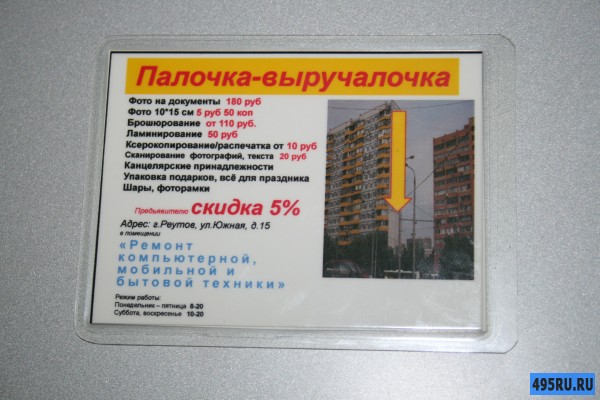 Палочка-выручалочка
Фото на документы 180 руб
Фото 10*15 см 5 руб 50 коп
Брошюрование от 110 руб.
Ламинирование 50 руб
Ксерокопирование/распечатка от 10 руб
Сканирование фотографий, текста 20 руб
Канцелярские принадлежности
Упаковка подарков, всё для праздника
Шары, фоторамки
Предъявителю скидка 5%
Адрес: г.Реутов, ул.Южная, д.15
в помещении
«Ремонт
компьютерной,
мобильной и
бытовой техники»
Режим работы:
Понедельник – пятница 8-20
Суббота, воскресенье 10-20
495RU.RU